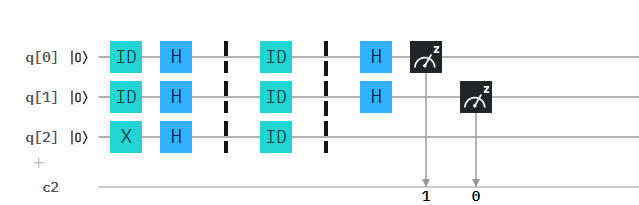 q[0] |0⟩ ID H ID H z
q[1] |0⟩ ID H ID H z
q[2] |0⟩ X H ID
+
c2
1 0